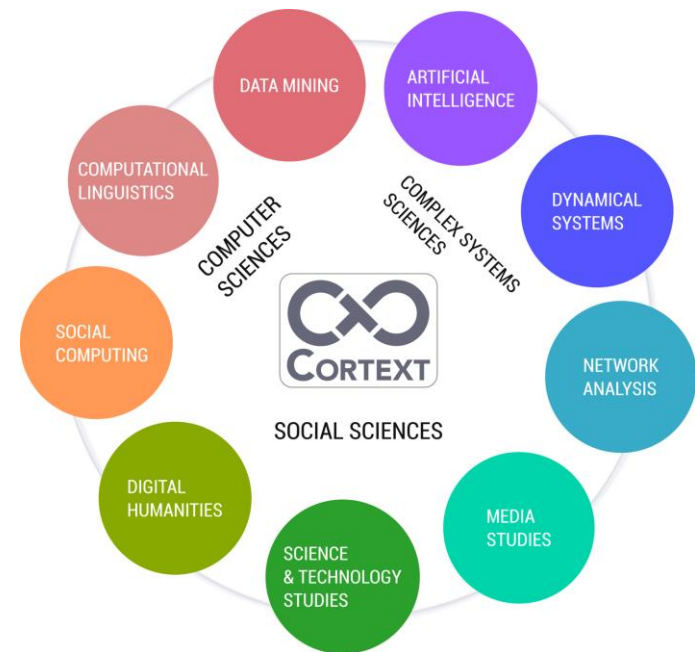 DATA MINING
ARTIFICIAL
INTELLIGENCE
COMPUTATIONAL
LINGUISTICS
COMPUTER
SCIENCES
COMPLEX SYSTEMS
SCIENCES
DYNAMICAL
SYSTEMS
SOCIAL
COMPUTING
CORTEXT
NETWORK
ANALYSIS
SOCIAL SCIENCES
DIGITAL
HUMANITIES
SCIENCE
& TECHNOLOGY
STUDIES
MEDIA
STUDIES